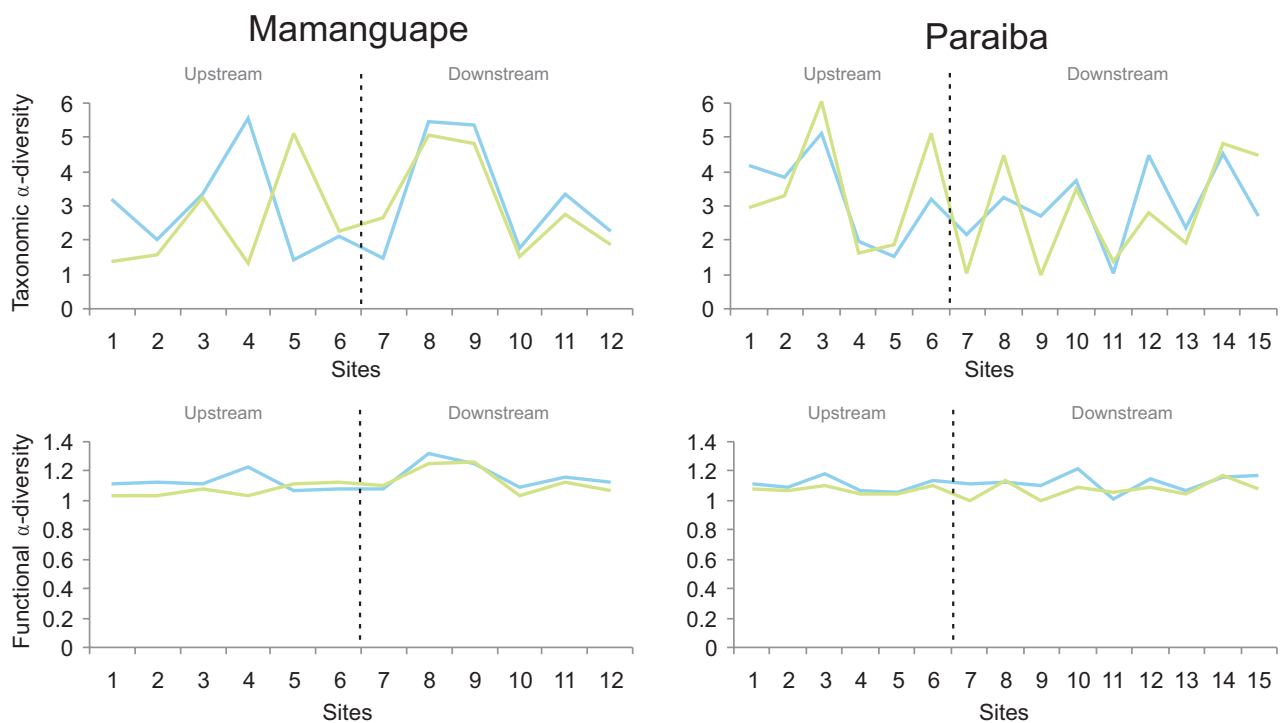 Mamanguape
Paraiba
Upstream Downstream
Taxonomic α-diversity
6
5
4
3
2
1
0
1 2 3 4 5 6 7 8 9 10 11 12
Sites
Upstream Downstream
6
5
4
3
2
1
0
1 2 3 4 5 6 7 8 9 10 11 12 13 14 15
Sites
Upstream Downstream
Functional α-diversity
1.4
1.2
1
0.8
0.6
0.4
0.2
0
1 2 3 4 5 6 7 8 9 10 11 12
Sites
Upstream Downstream
1.4
1.2
1
0.8
0.6
0.4
0.2
0
1 2 3 4 5 6 7 8 9 10 11 12 13 14 15
Sites